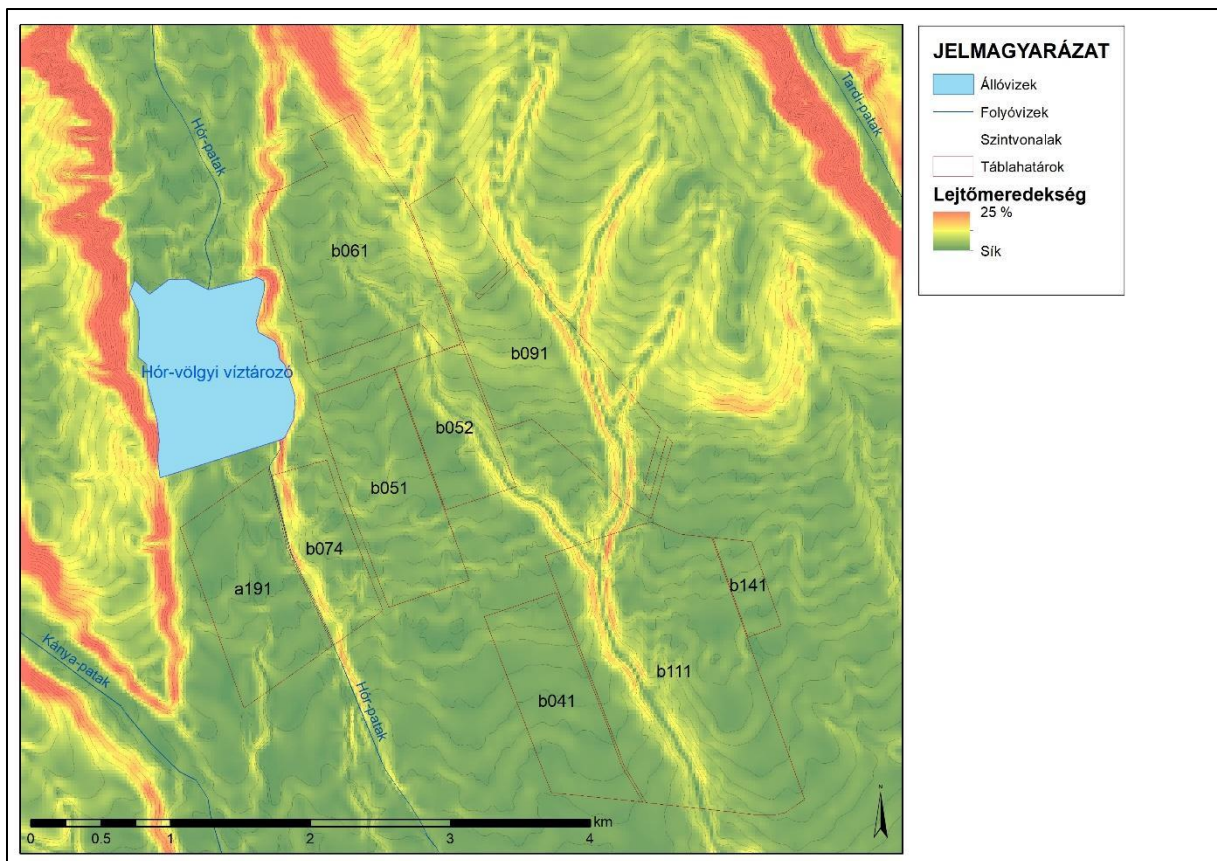 JELMAGYARÁZAT
Állóvizek
Folyóvizek
Szintvonalak
Táblahatárok
Lejtőmeredekség
25 %
Sík
Hór-patak
Tardi-patak
b061
b091
Hór-völgyi víztározó
b052
b051
b074
a191
b141
Kánya-patak
b111
b041
Hór-patak
N
km
0 0.5 1 2 3 4